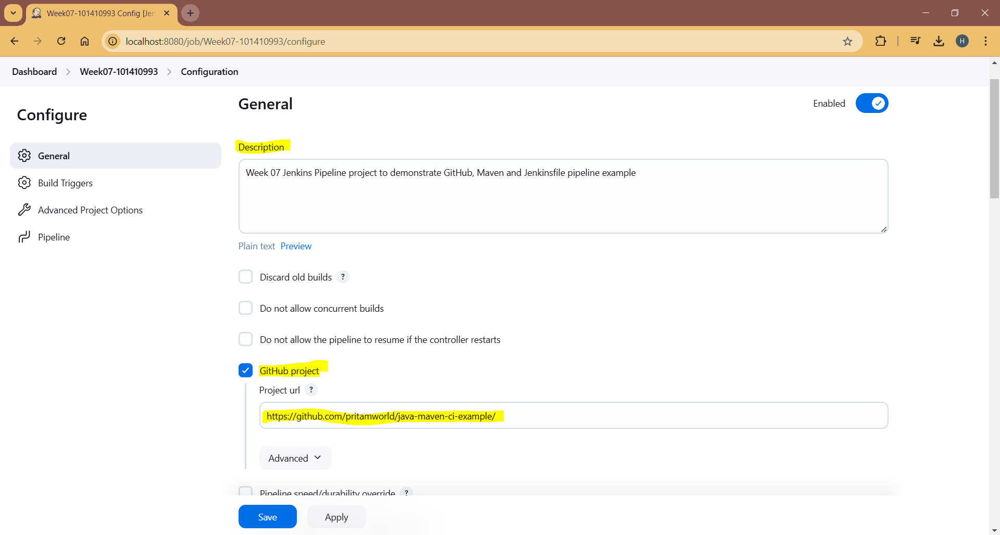 Week07-101410993 Config [Jen
localhost:8080/job/Week07-101410993/configure
H
Dashboard > Week07-101410993 > Configuration
Configure
General
Build Triggers
Advanced Project Options
Pipeline
General
Enabled
Description
Week 07 Jenkins Pipeline project to demonstrate GitHub, Maven and Jenkinsfile pipeline example
Plain text Preview
Discard old builds ?
Do not allow concurrent builds
Do not allow the pipeline to resume if the controller restarts
GitHub project
Project url ?
https://github.com/pritamworld/java-maven-ci-example/
Advanced
Pipeline speed/durability override ?
Save
Apply